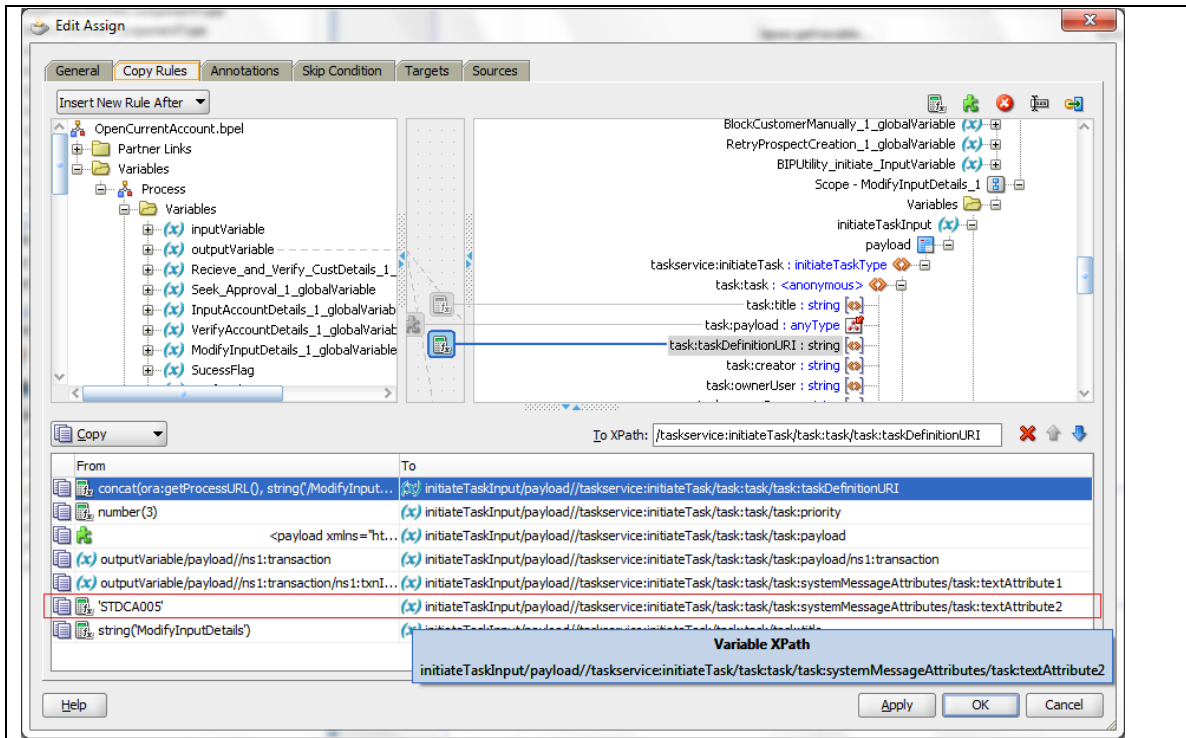 Edit Assign
General Copy Rules Annotations Skip Condition Targets Sources
Insert New Rule After
OpenCurrentAccount.bpel
Partner Links
Variables
Process
Variables
inputVariable
outputVariable
Recieve_and_Verify_CustDetails_1_
Seek_Approval_1_globalVariable
InputAccountDetails_1_globalVariab
VerifyAccountDetails_1_globalVariab
ModifyInputDetails_1_globalVariable
SucessFlag
BlockCustomerManually_1_globalVariable (x)
RetryProspectCreation_1_globalVariable (x)
BIPUtility_initiate_InputVariable (x)
Scope - ModifyInputDetails_1
Variables
initiateTaskInput (x)
payload
taskservice:initiateTask : initiateTaskType
task:task : <anonymous>
task:title : string
task:payload : anyType
task:taskDefinitionURI : string
task:creator : string
task:ownerUser : string
Copy
To XPath: /taskservice:initiateTask/task:task/task:taskDefinitionURI
From To
concat(ora:getProcessURL(), string('/ModifyInput... initiateTaskInput/payload//taskservice:initiateTask/task:task/task:taskDefinitionURI
number(3) (x) initiateTaskInput/payload//taskservice:initiateTask/task:task/task:priority
<payload xmlns="ht... (x) initiateTaskInput/payload//taskservice:initiateTask/task:task/task:payload
(x) outputVariable/payload//ns1:transaction (x) initiateTaskInput/payload//taskservice:initiateTask/task:task/task:payload/ns1:transaction
(x) outputVariable/payload//ns1:transaction/ns1:txnI... (x) initiateTaskInput/payload//taskservice:initiateTask/task:task/task:systemMessageAttributes/task:textAttribute1
'STDCA005' (x) initiateTaskInput/payload//taskservice:initiateTask/task:task/task:systemMessageAttributes/task:textAttribute2
string('ModifyInputDetails')
Variable XPath
initiateTaskInput/payload//taskservice:initiateTask/task:task/task:systemMessageAttributes/task:textAttribute2
Help Apply OK Cancel